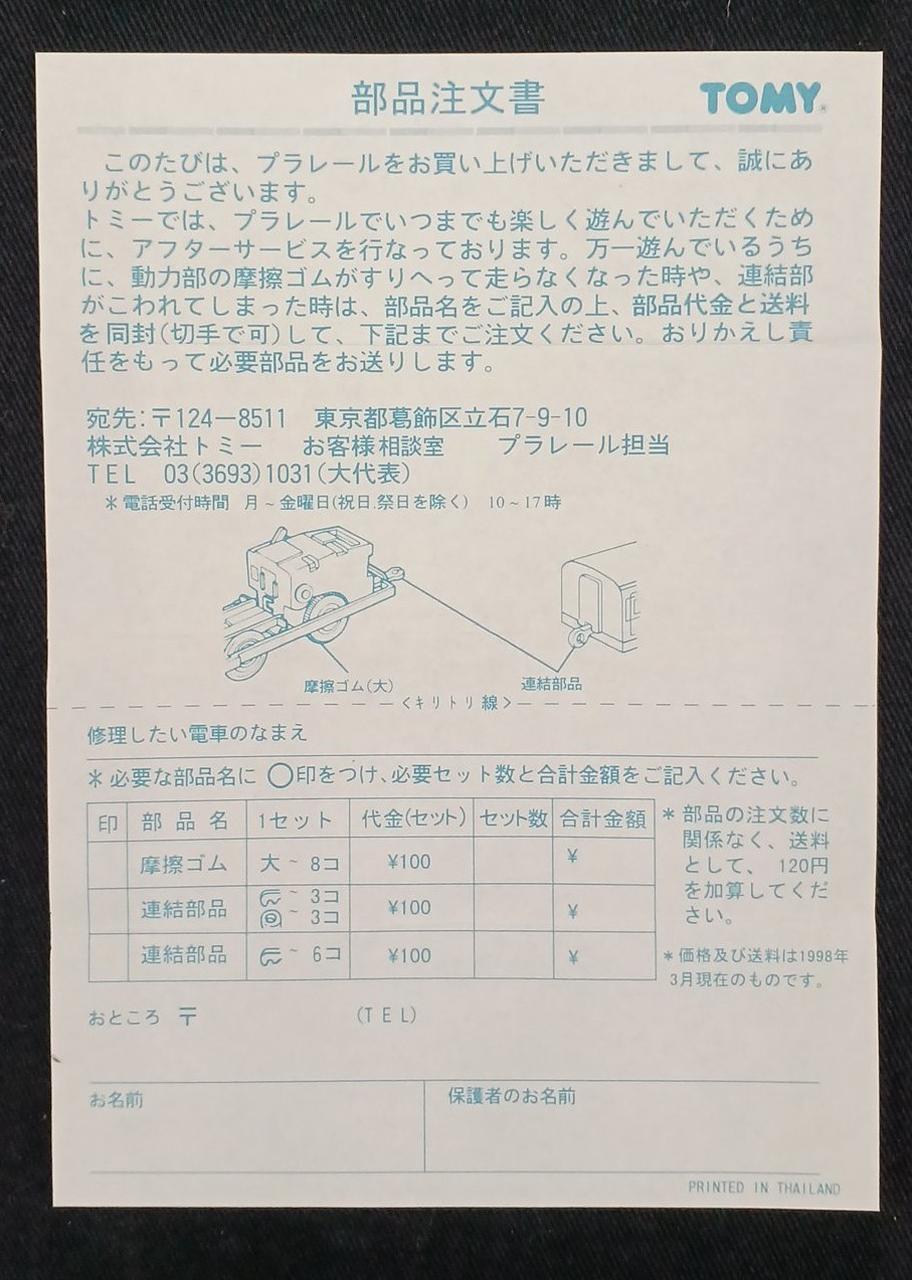 部品注文書
TOMY®
このたびは、プラレールをお買い上げいただきまして、誠にあ
りがとうございます。
トミーでは、プラレールでいつまでも楽しく遊んでいただくため
に、アフターサービスを行なっております。万一遊んでいるうち
に、動力部の摩擦ゴムがすりへって走らなくなった時や、連結部
がこわれてしまった時は、部品名をご記入の上、部品代金と送料
を同封(切手で可)して、下記までご注文ください。おりかえし責
任をもって必要部品をお送りします。
宛先:〒124-8511 東京都葛飾区立石7-9-10
株式会社トミー お客様相談室 プラレール担当
TEL 03(3693)1031(大代表)
*電話受付時間 月~金曜日(祝日.祭日を除く) 10~17時
摩擦ゴム(大)
連結部品
<キリトリ線>
修理したい電車のなまえ
*必要な部品名に ○印をつけ、必要セット数と合計金額をご記入ください。
印 部品名 1セット 代金(セット) セット数 合計金額
摩擦ゴム 大~8コ ¥100 ¥
連結部品 ~3コ ~3コ ¥100 ¥
連結部品 ~6コ ¥100 ¥
*部品の注文数に
関係なく、送料
として、120円
を加算してくだ
さい。
*価格及び送料は1998年
3月現在のものです。
おところ 〒 (TEL)
お名前
保護者のお名前
PRINTED IN THAILAND